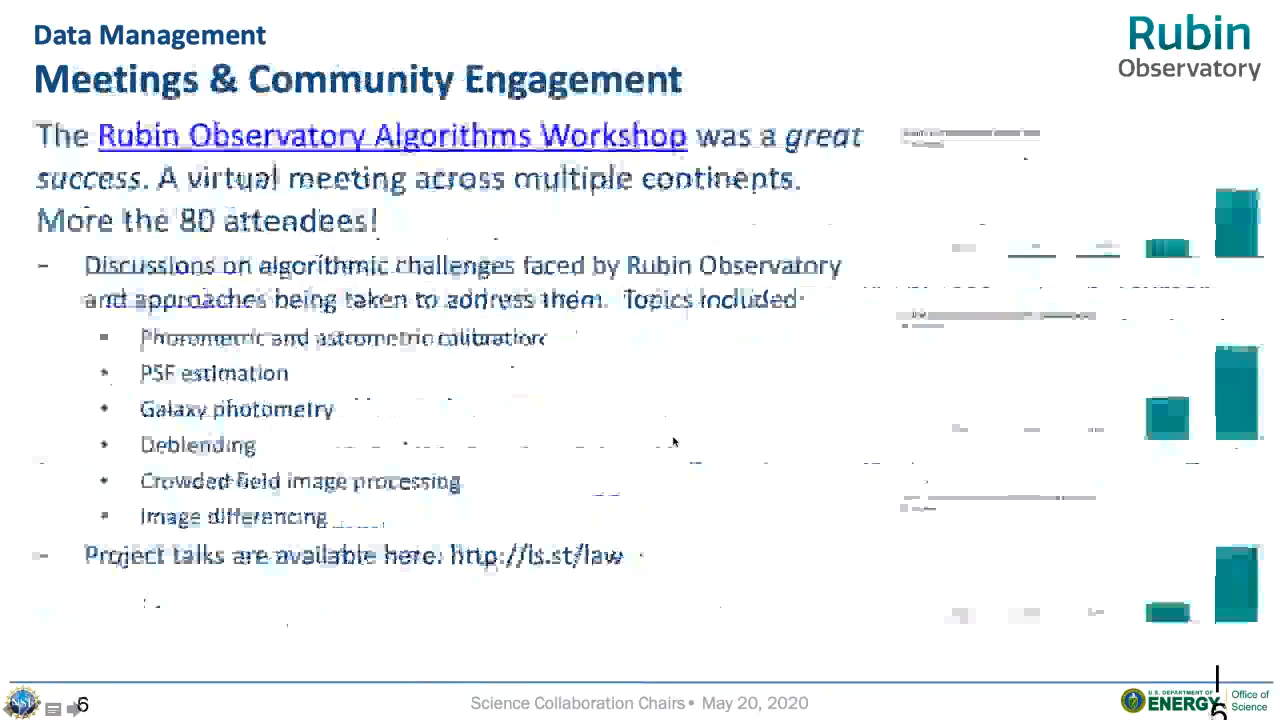 Data Management
Rubin
Observatory
Meetings & Community Engagement
The Rubin Observatory Algorithms Workshop was a great
success. A virtual meeting across multiple continents.
More the 80 attendees!
– Discussions on algorithmic challenges faced by Rubin Observatory
and approaches being taken to address them. Topics included:
▪ Photometric and astrometric calibration
• PSF estimation
• Galaxy photometry
• Deblending
• Crowded field image processing
• Image differencing
– Project talks are available here: http://ls.st/law
6
Science Collaboration Chairs • May 20, 2020
U.S. DEPARTMENT OF
ENERGY
Office of
Science
5